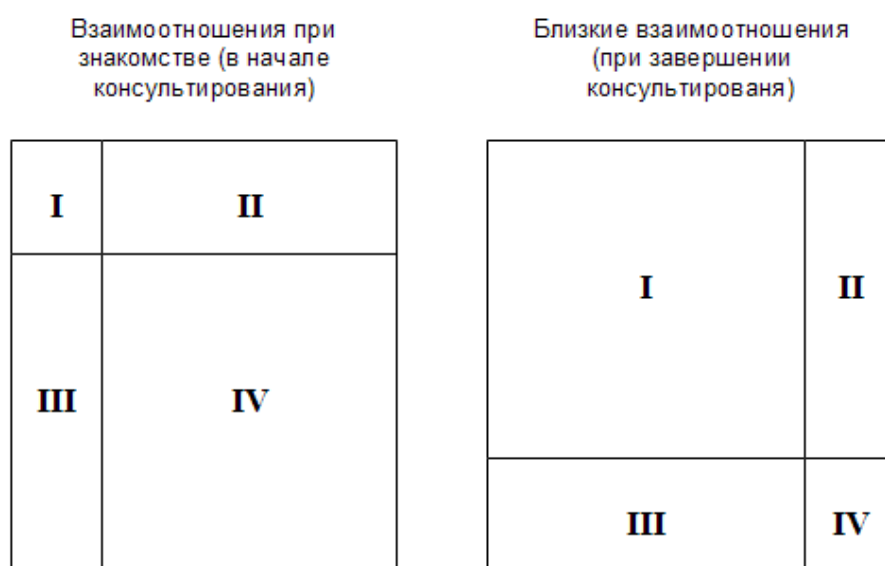 Взаимоотношения при
знакомстве (в начале
консультирования)
Близкие взаимоотношения
(при завершении
консультированя)
I
II
III
IV
I
II
III
IV